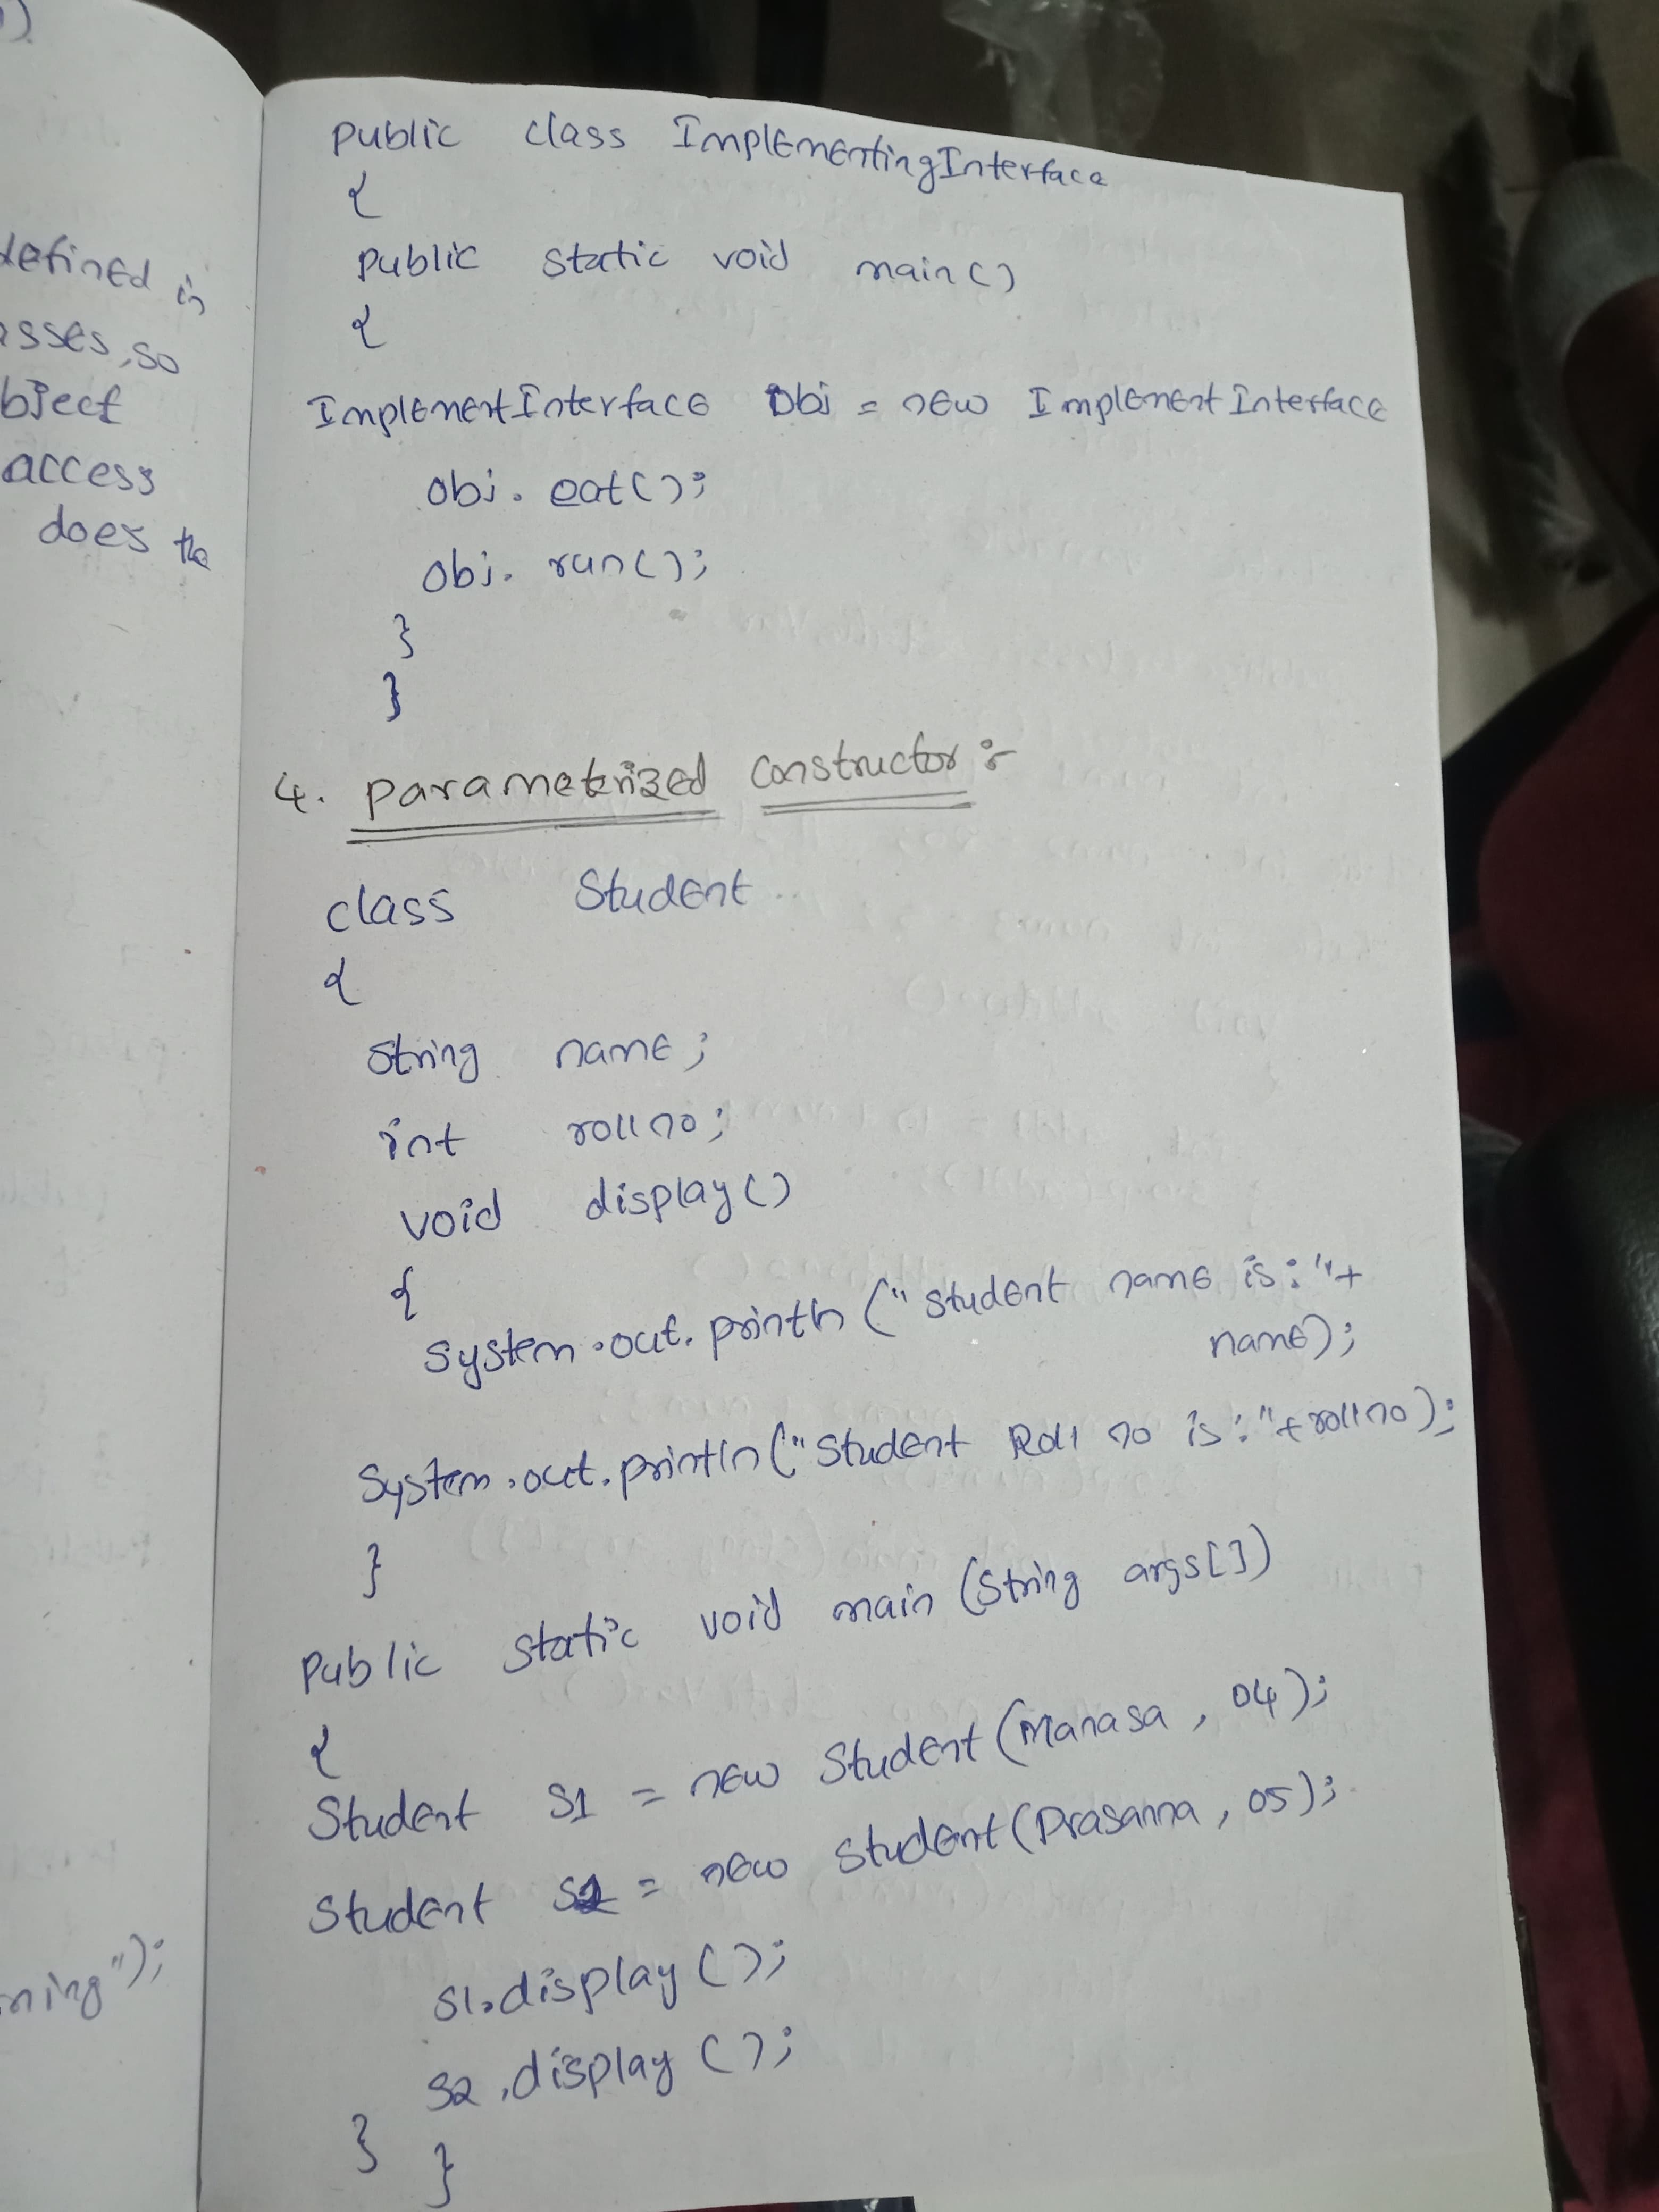 defined in
asses, so
bject
access
does the
ning");
public class ImplementingInterface
{
public static void main()
{
ImplementInterface Obj = new ImplementInterface
obj. eat();
obj. run();
}
}
4. parametrized constructor :-
class Student
{
String name;
int rollno;
void display()
{
System.out.println("student name is:"+
name);
System.out.println("Student Roll no is:"+rollno);
}
Public static void main (String args[])
{
Student s1 = new Student(Manasa, 04);
Student s2 = new Student(Prasanna, 05);
s1.display();
s2.display();
}
}